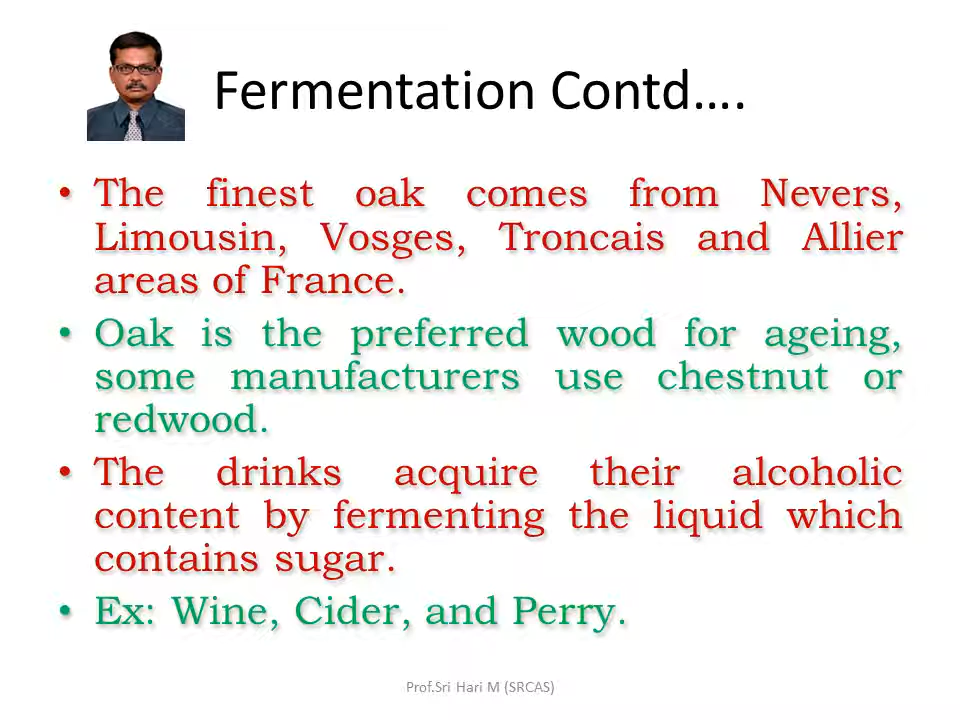 Fermentation Contd....
• The finest oak comes from Nevers,
Limousin, Vosges, Troncais and Allier
areas of France.
• Oak is the preferred wood for ageing,
some manufacturers use chestnut or
redwood.
• The drinks acquire their alcoholic
content by fermenting the liquid which
contains sugar.
• Ex: Wine, Cider, and Perry.
Prof.Sri Hari M (SRCAS)